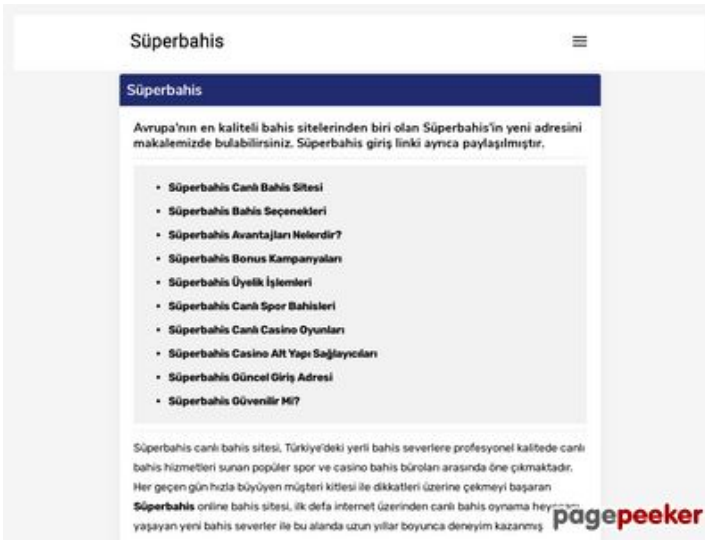 Süperbahis
Süperbahis
Avrupa'nın en kaliteli bahis sitelerinden biri olan Süperbahis'in yeni adresini
makalemizde bulabilirsiniz. Süperbahis giriş linki ayrıca paylaşılmıştır.
• Süperbahis Canlı Bahis Sitesi
• Süperbahis Bahis Seçenekleri
• Süperbahis Avantajları Nelerdir?
• Süperbahis Bonus Kampanyaları
• Süperbahis Üyelik İşlemleri
• Süperbahis Canlı Spor Bahisleri
• Süperbahis Canlı Casino Oyunları
• Süperbahis Casino Alt Yapı Sağlayıcıları
• Süperbahis Güncel Giriş Adresi
• Süperbahis Güvenilir Mi?
Süperbahis canlı bahis sitesi, Türkiye'deki yerli bahis severlere profesyonel kalitede canlı
bahis hizmetleri sunan popüler spor ve casino bahis büroları arasında öne çıkmaktadır.
Her geçen gün hızla büyüyen müşteri kitlesi ile dikkatleri üzerine çekmeyi başaran
Süperbahis online bahis sitesi, ilk defa internet üzerinden canlı bahis oynama
yaşayan yeni bahis severler ile bu alanda uzun yıllar boyunca deneyim kazanmış
pagepeeker